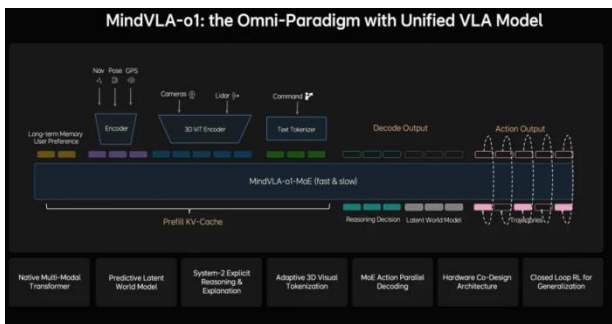 MindVLA-o1: the Omni-Paradigm with Unified VLA Model
Nav Pose GPS
Cameras Lidar Command
Long-term Memory
User Preference
Encoder
3D ViT Encoder
Text Tokenizer
Decode Output
Action Output
MindVLA-o1-MoE (fast & slow)
Prefill KV-Cache
Reasoning Decision
Latent World Model
Trajectories
Native Multi-Modal
Transformer
Predictive Latent
World Model
System-2 Explicit
Reasoning &
Explanation
Adaptive 3D Visual
Tokenization
MoE Action Parallel
Decoding
Hardware Co-Design
Architecture
Closed Loop RL for
Generalization